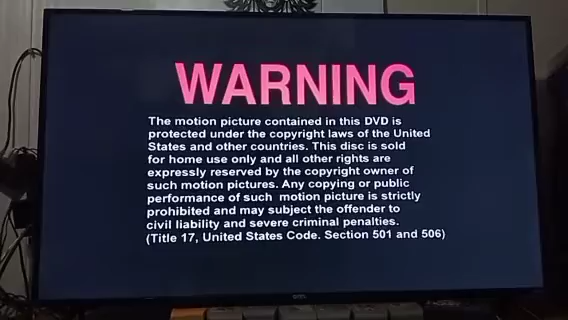 WARNING
The motion picture contained in this DVD is
protected under the copyright laws of the United
States and other countries. This disc is sold
for home use only and all other rights are
expressly reserved by the copyright owner of
such motion pictures. Any copying or public
performance of such motion picture is strictly
prohibited and may subject the offender to
civil liability and severe criminal penalties.
(Title 17, United States Code. Section 501 and 506)